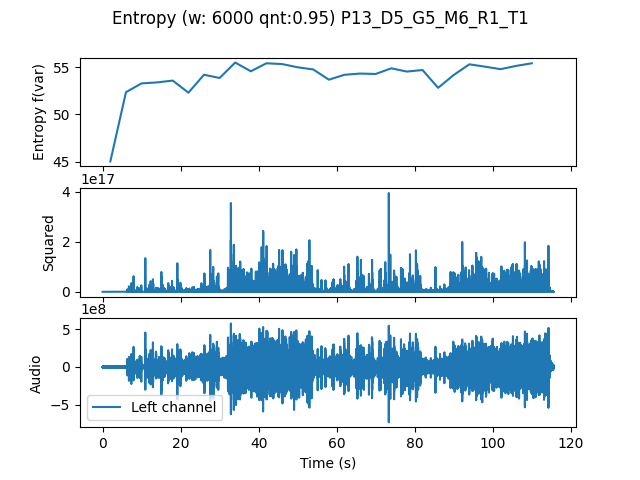 Entropy (w: 6000 qnt:0.95) P13_D5_G5_M6_R1_T1
55
50
45
Entropy f(var)
1e17
4
2
0
Squared
1e8
5
0
−5
Audio
Left channel
0 20 40 60 80 100 120
Time (s)